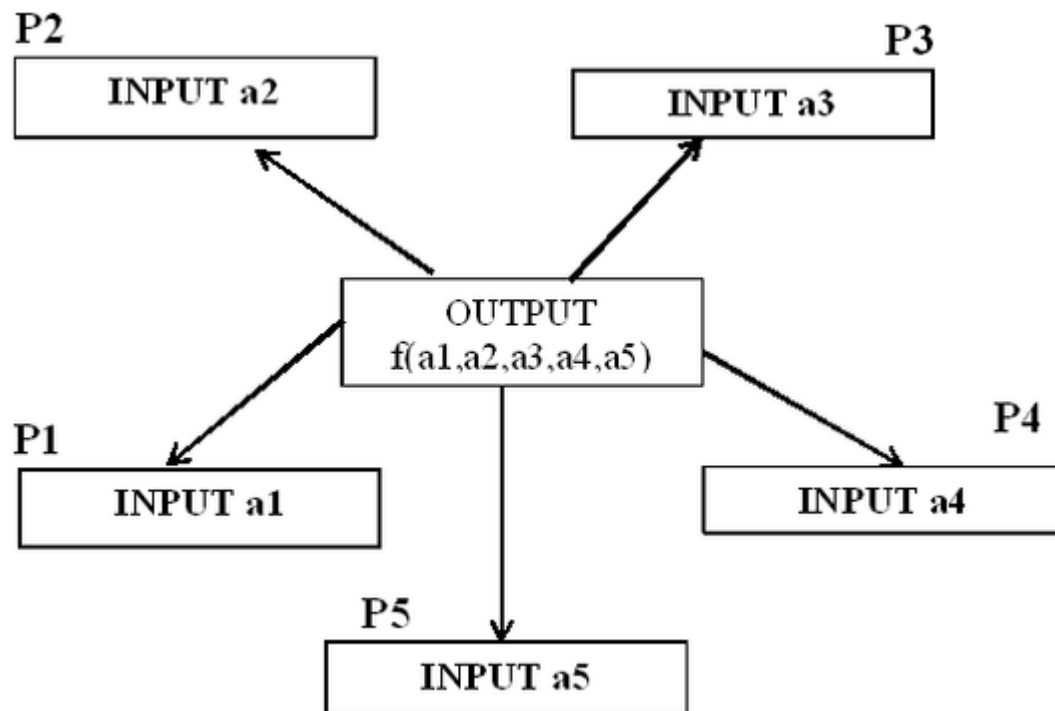 P2
INPUT a2
P3
INPUT a3
OUTPUT
f(a1,a2,a3,a4,a5)
P1
INPUT a1
P4
INPUT a4
P5
INPUT a5